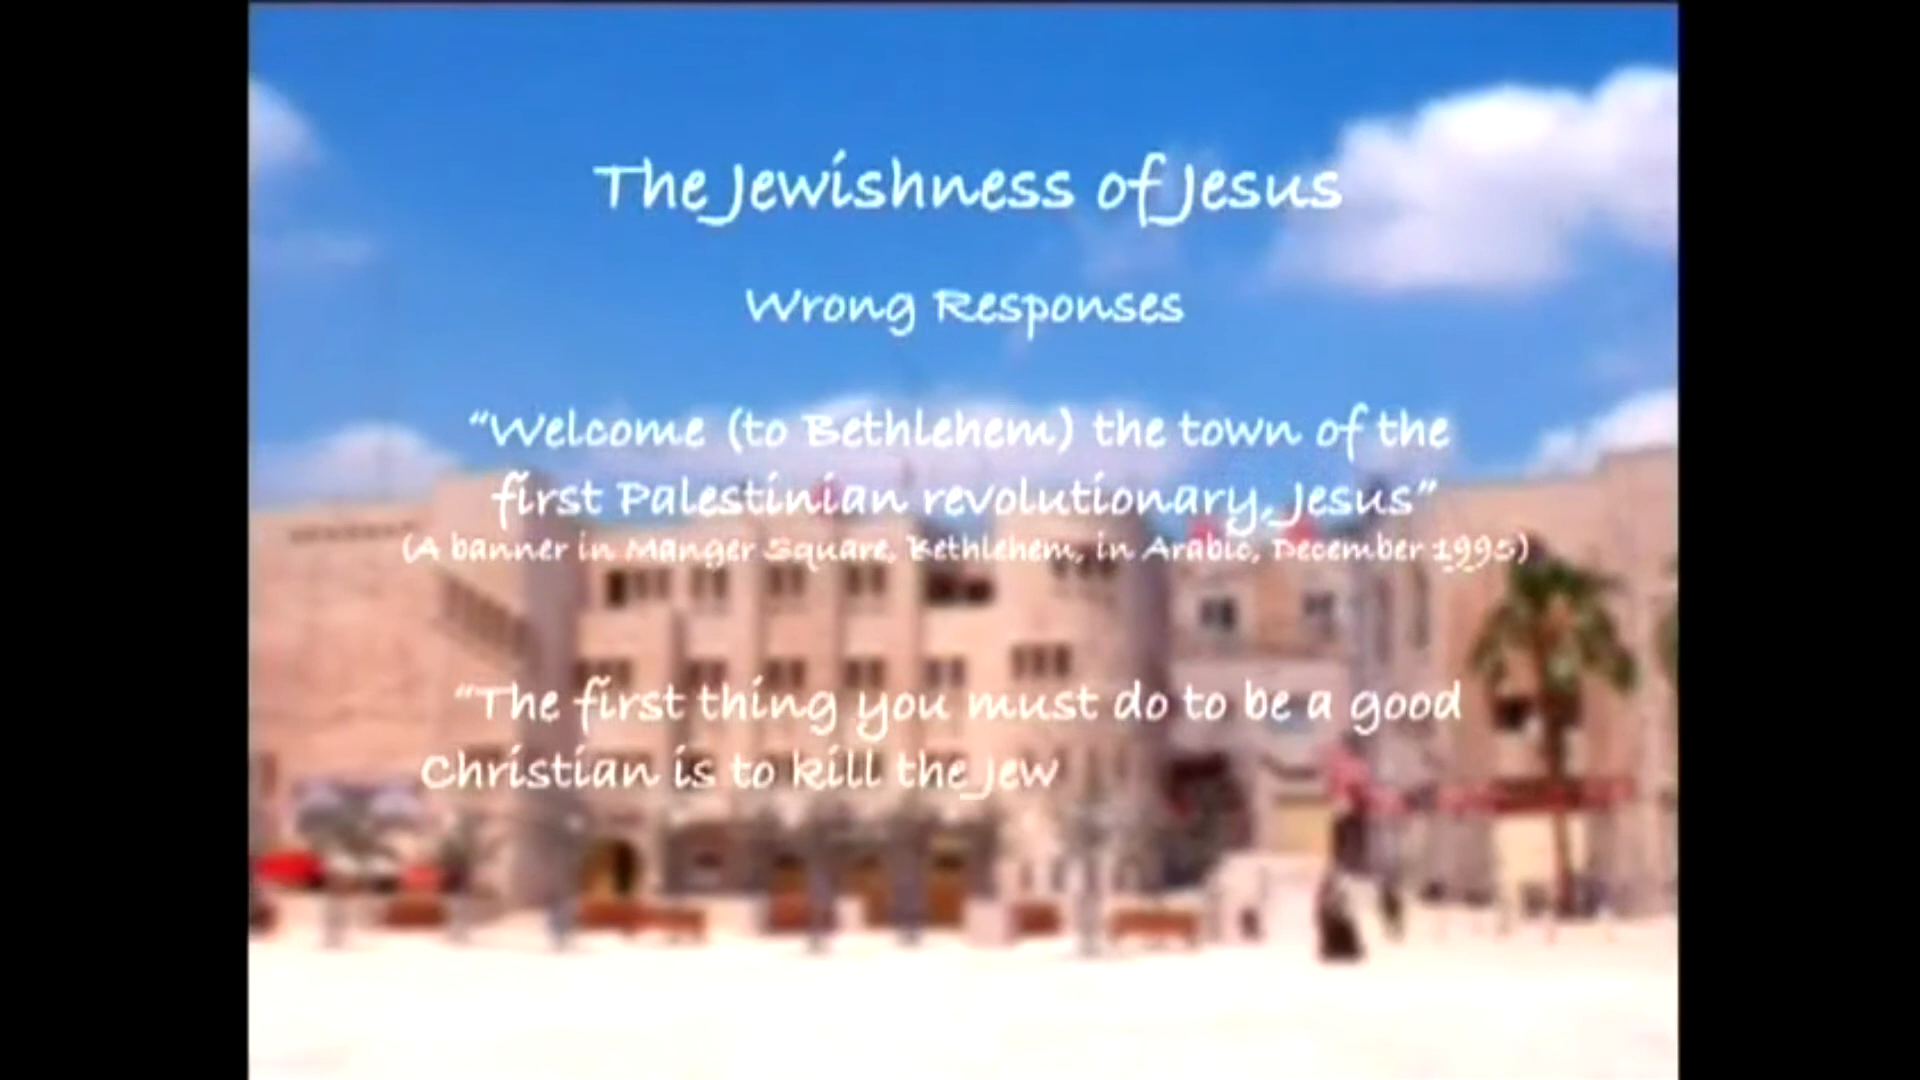 The Jewishness of Jesus
Wrong Responses
“Welcome (to Bethlehem) the town of the
first Palestinian revolutionary, Jesus”
(A banner in Manger Square, Bethlehem, in Arabic, December 1995)
“The first thing you must do to be a good
Christian is to kill the Jew